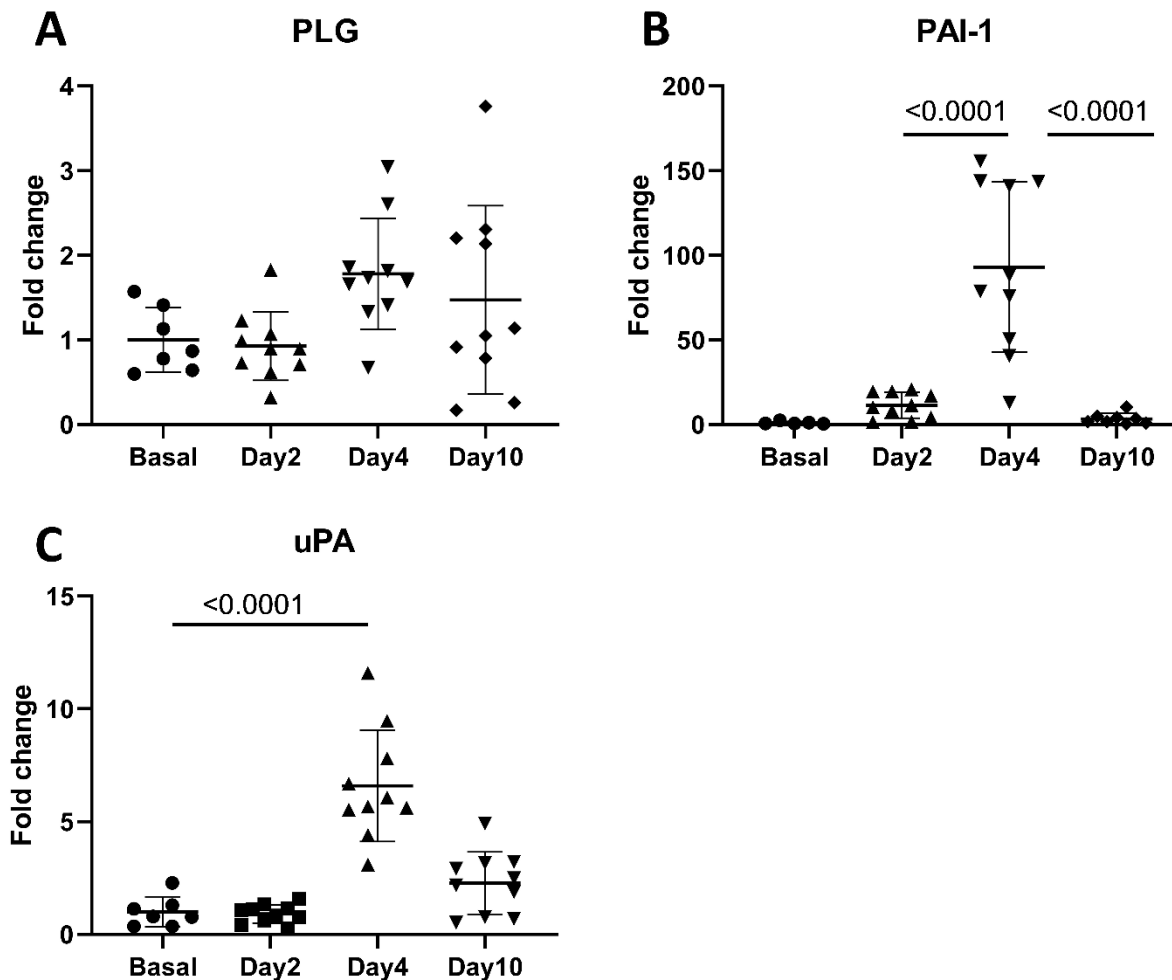 A
PLG
Fold change
4
3
2
1
0
Basal
Day2
Day4
Day10
B
PAI-1
Fold change
200
150
100
50
0
<0.0001
<0.0001
Basal
Day2
Day4
Day10
C
uPA
Fold change
15
10
5
0
<0.0001
Basal
Day2
Day4
Day10